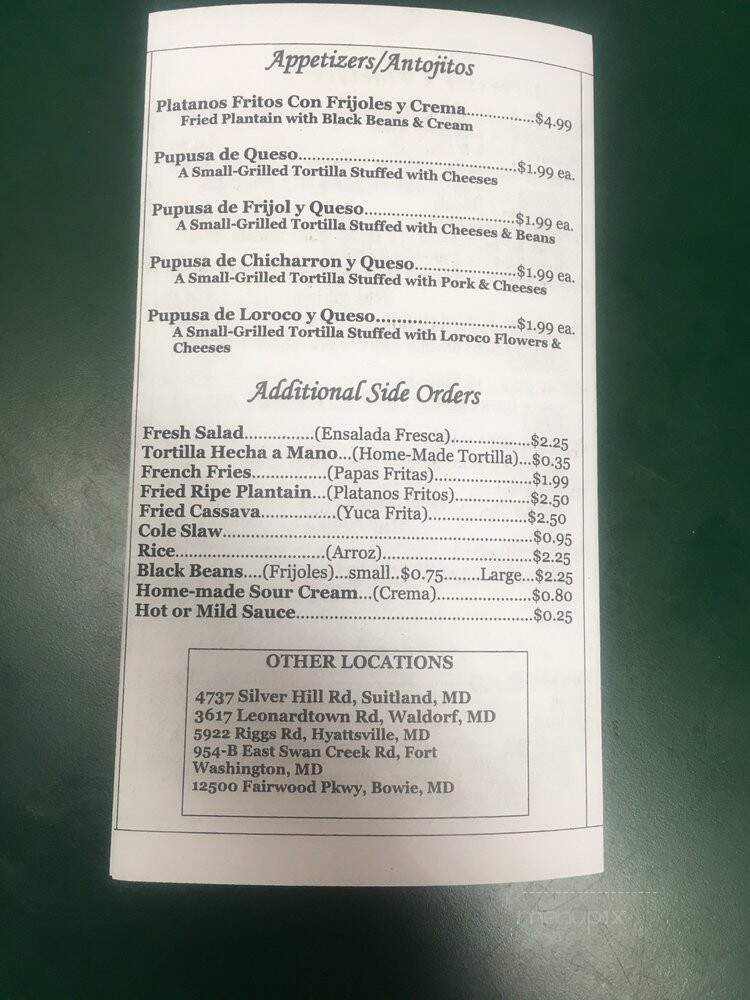 Appetizers/Antojitos
Platanos Fritos Con Frijoles y Crema...............$4.99
Fried Plantain with Black Beans & Cream
Pupusa de Queso.................................................$1.99 ea.
A Small-Grilled Tortilla Stuffed with Cheeses
Pupusa de Frijol y Queso..................................$1.99 ea.
A Small-Grilled Tortilla Stuffed with Cheeses & Beans
Pupusa de Chicharron y Queso.......................$1.99 ea.
A Small-Grilled Tortilla Stuffed with Pork & Cheeses
Pupusa de Loroco y Queso................................$1.99 ea.
A Small-Grilled Tortilla Stuffed with Loroco Flowers &
Cheeses
Additional Side Orders
Fresh Salad..............(Ensalada Fresca).................$2.25
Tortilla Hecha a Mano...(Home-Made Tortilla)...$0.35
French Fries...............(Papas Fritas).....................$1.99
Fried Ripe Plantain...(Platanos Fritos)................$2.50
Fried Cassava...............(Yuca Frita).....................$2.50
Cole Slaw...............................................................$0.95
Rice..............................(Arroz)...............................$2.25
Black Beans....(Frijoles)...small..$0.75........Large...$2.25
Home-made Sour Cream...(Crema)....................$0.80
Hot or Mild Sauce................................................$0.25
OTHER LOCATIONS
4737 Silver Hill Rd, Suitland, MD
3617 Leonardtown Rd, Waldorf, MD
5922 Riggs Rd, Hyattsville, MD
954-B East Swan Creek Rd, Fort
Washington, MD
12500 Fairwood Pkwy, Bowie, MD
menupix